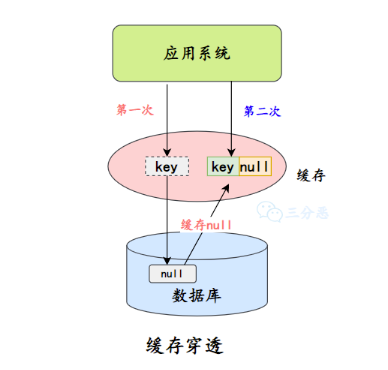 应用系统
第一次
第二次
key
key null
缓存
三分恶
缓存null
null
数据库
缓存穿透